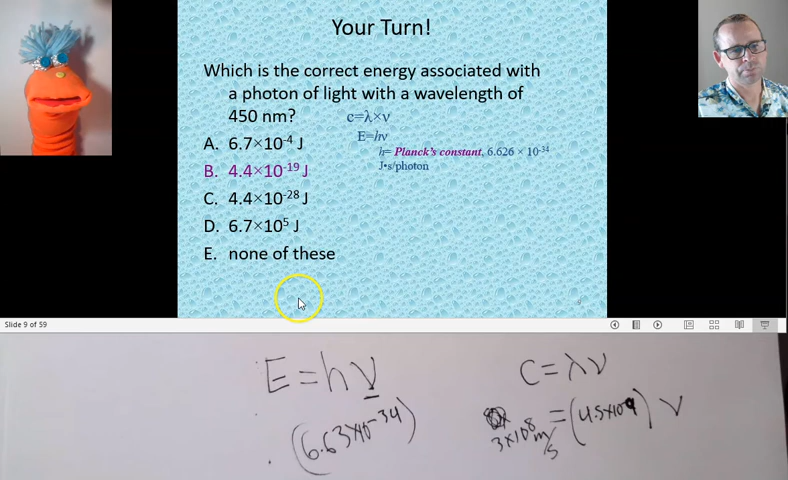 Your Turn!
Which is the correct energy associated with
a photon of light with a wavelength of
450 nm?
c=λ×ν
E=hν
h= Planck's constant, 6.626 × 10⁻³⁴
J•s/photon
A. 6.7×10⁻⁴ J
B. 4.4×10⁻¹⁹ J
C. 4.4×10⁻²⁸ J
D. 6.7×10⁵ J
E. none of these
9
Slide 9 of 59
E = hν
(6.63×10⁻³⁴)
C = λν
3×10⁸ m/s = (4.5×10⁻⁹) ν